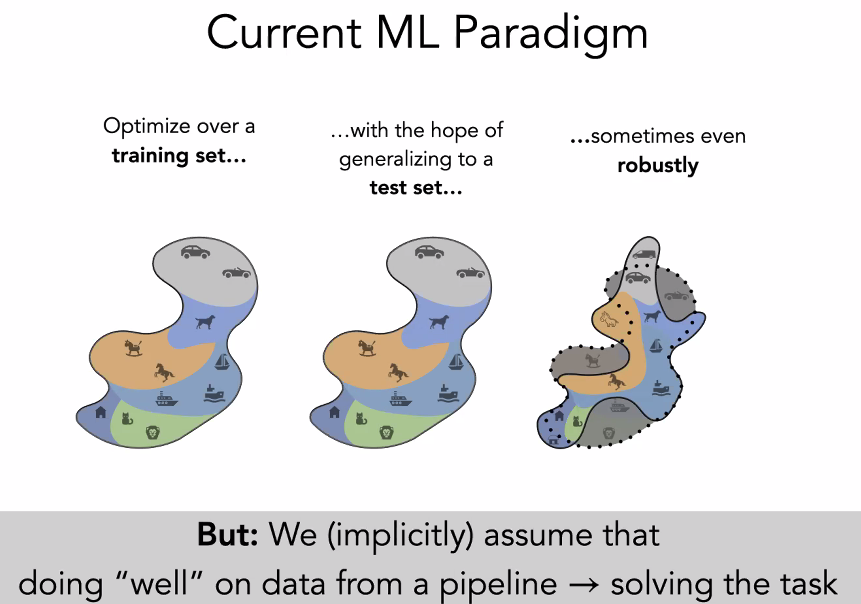 Current ML Paradigm
Optimize over a
training set…
…with the hope of
generalizing to a
test set…
…sometimes even
robustly
But: We (implicitly) assume that
doing “well” on data from a pipeline → solving the task